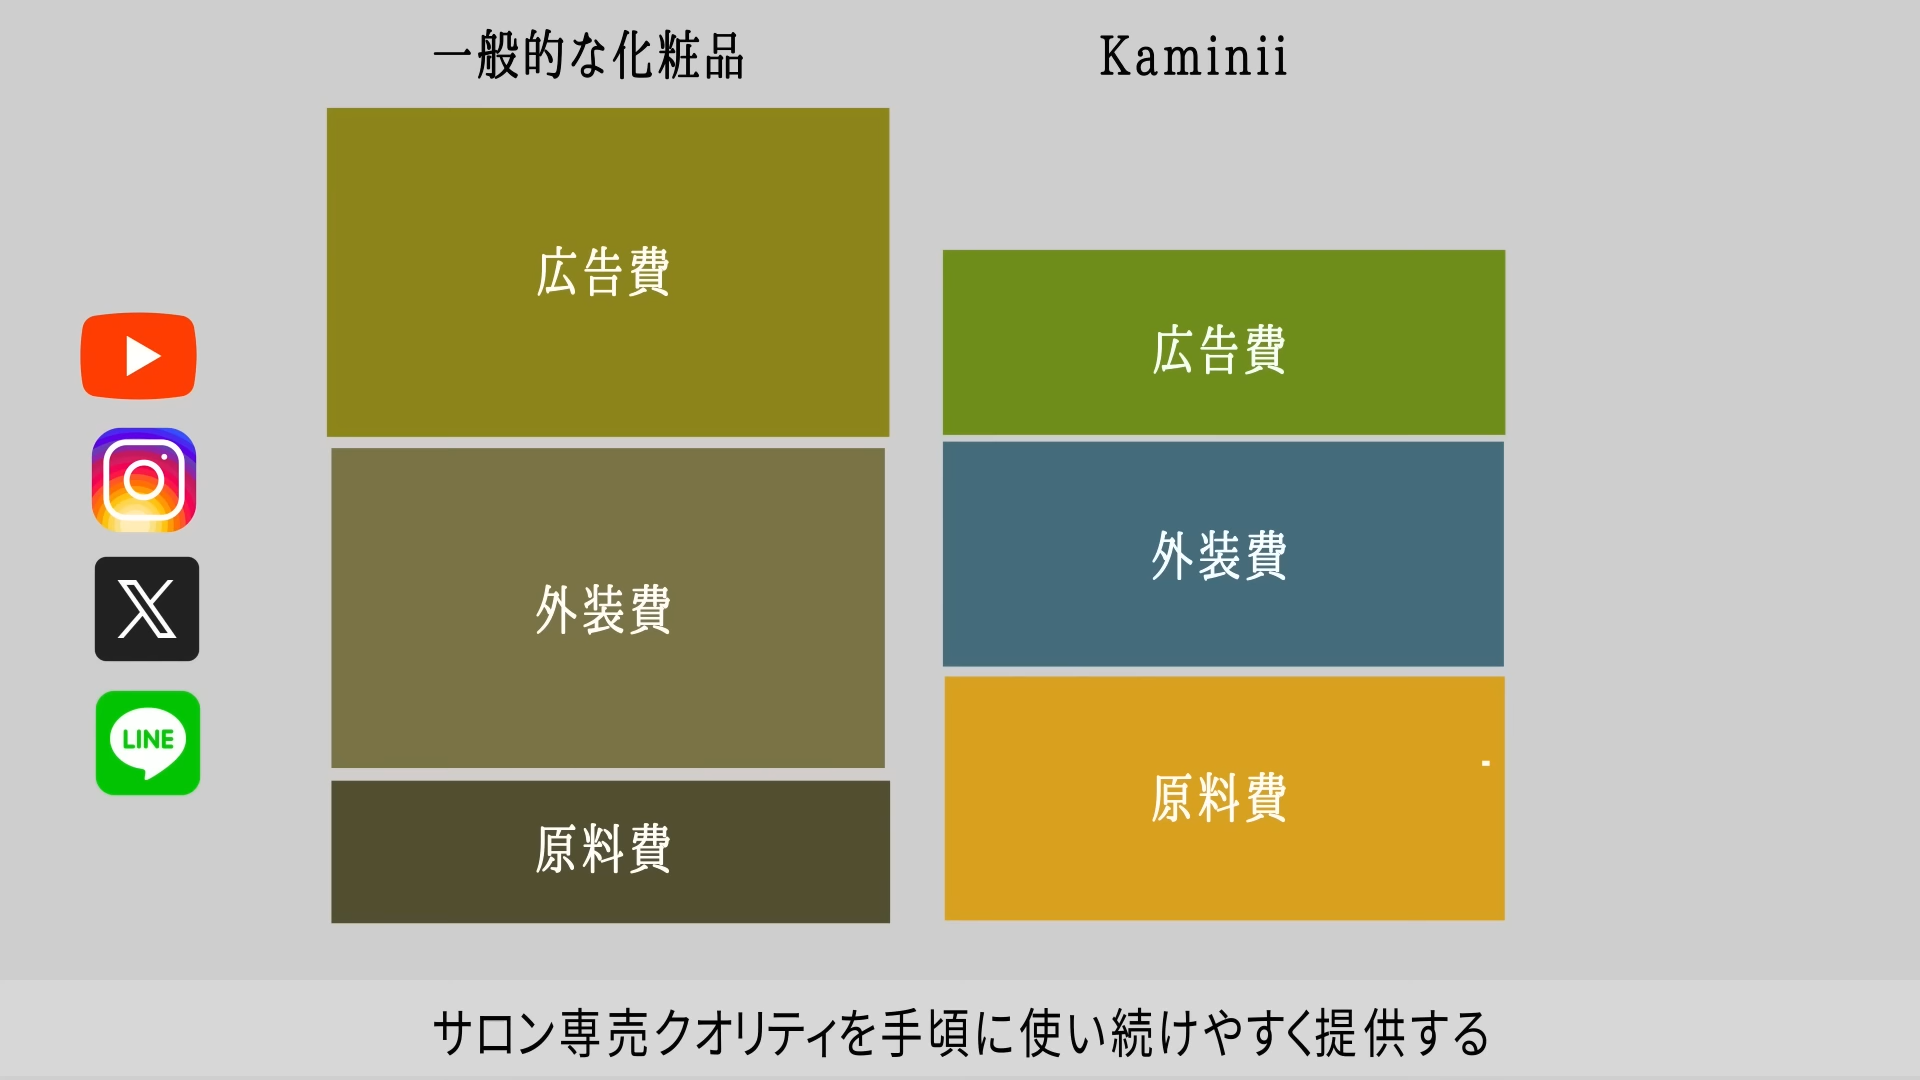 一般的な化粧品
Kaminii
広告費
外装費
原料費
広告費
外装費
原料費
LINE
サロン専売クオリティを手頃に使い続けやすく提供する